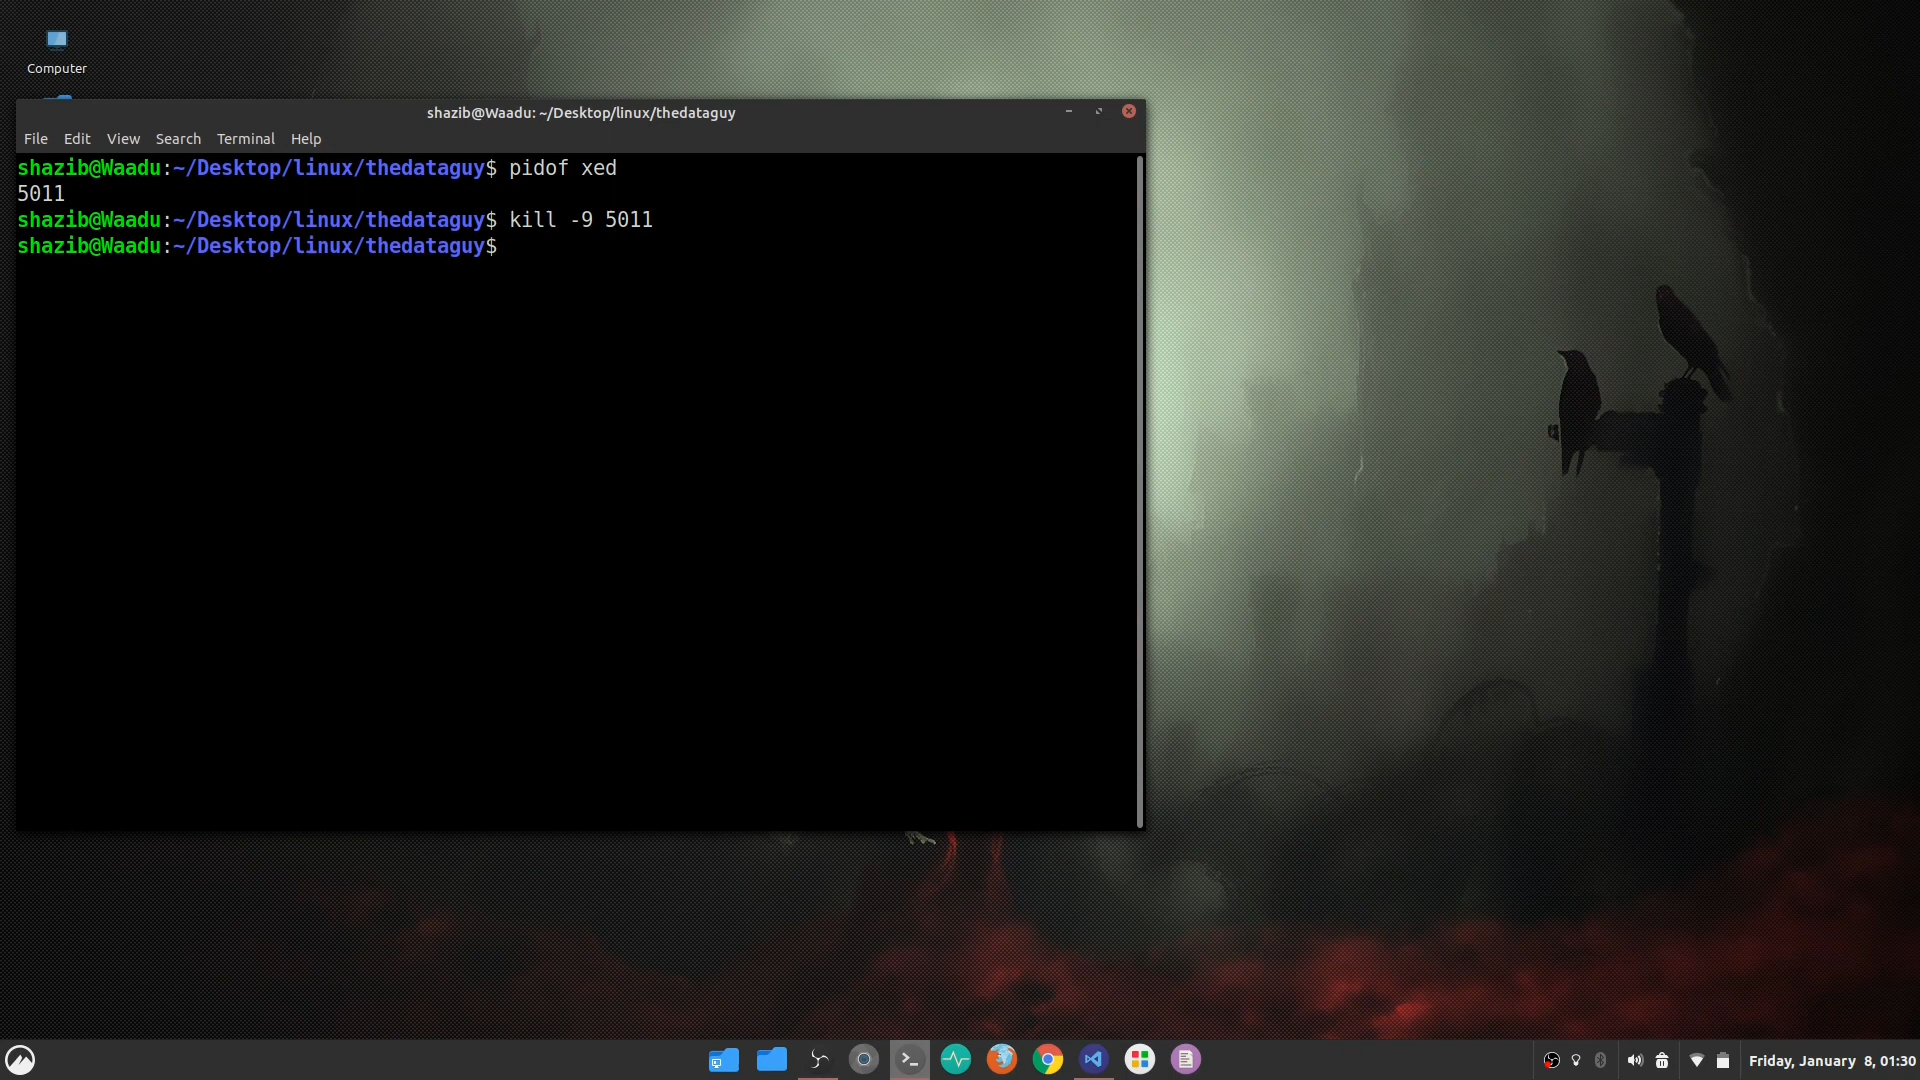 Computer
shazib@Waadu: ~/Desktop/linux/thedataguy
File Edit View Search Terminal Help
shazib@Waadu:~/Desktop/linux/thedataguy$ pidof xed
5011
shazib@Waadu:~/Desktop/linux/thedataguy$ kill -9 5011
shazib@Waadu:~/Desktop/linux/thedataguy$
Friday, January 8, 01:30